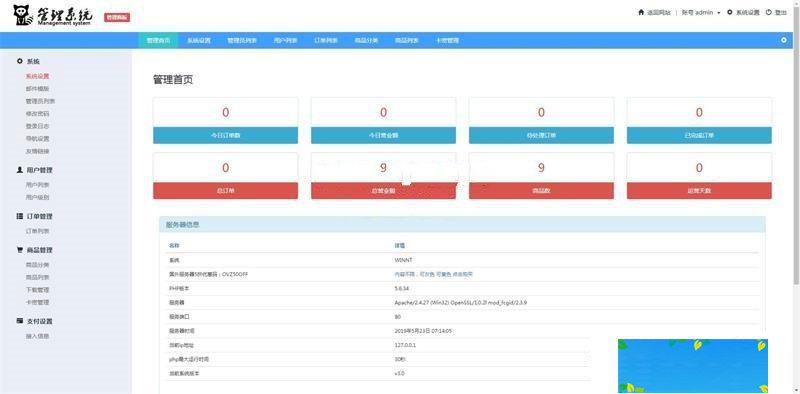 管理系统
Management system
管理面板
返回网站 | 账号 admin 系统设置 登出
管理首页 系统设置 管理员列表 用户列表 订单列表 商品分类 商品列表 卡密管理
系统
系统设置
邮件模版
管理员列表
修改密码
登录日志
导航设置
友情链接
用户管理
用户列表
用户级别
订单管理
订单列表
商品管理
商品分类
商品列表
下载管理
卡密管理
支付设置
接入信息
管理首页
0 0 0 0
今日订单数 今日营业额 待处理订单 已完成订单
0 9 9 0
总订单 总营业额 商品数 运营天数
服务器信息
名称 详情
系统 WINNT
国外服务器5折优惠码：OVZ50OFF 内容不限，可灰色 可黄色 点击购买
PHP版本 5.6.34
服务器 Apache/2.4.27 (Win32) OpenSSL/1.0.2l mod_fcgid/2.3.9
服务端口 80
服务器时间 2019年5月23日 07:14:05
当前ip地址 127.0.0.1
php最大运行时间 30秒
当前系统版本 v3.0